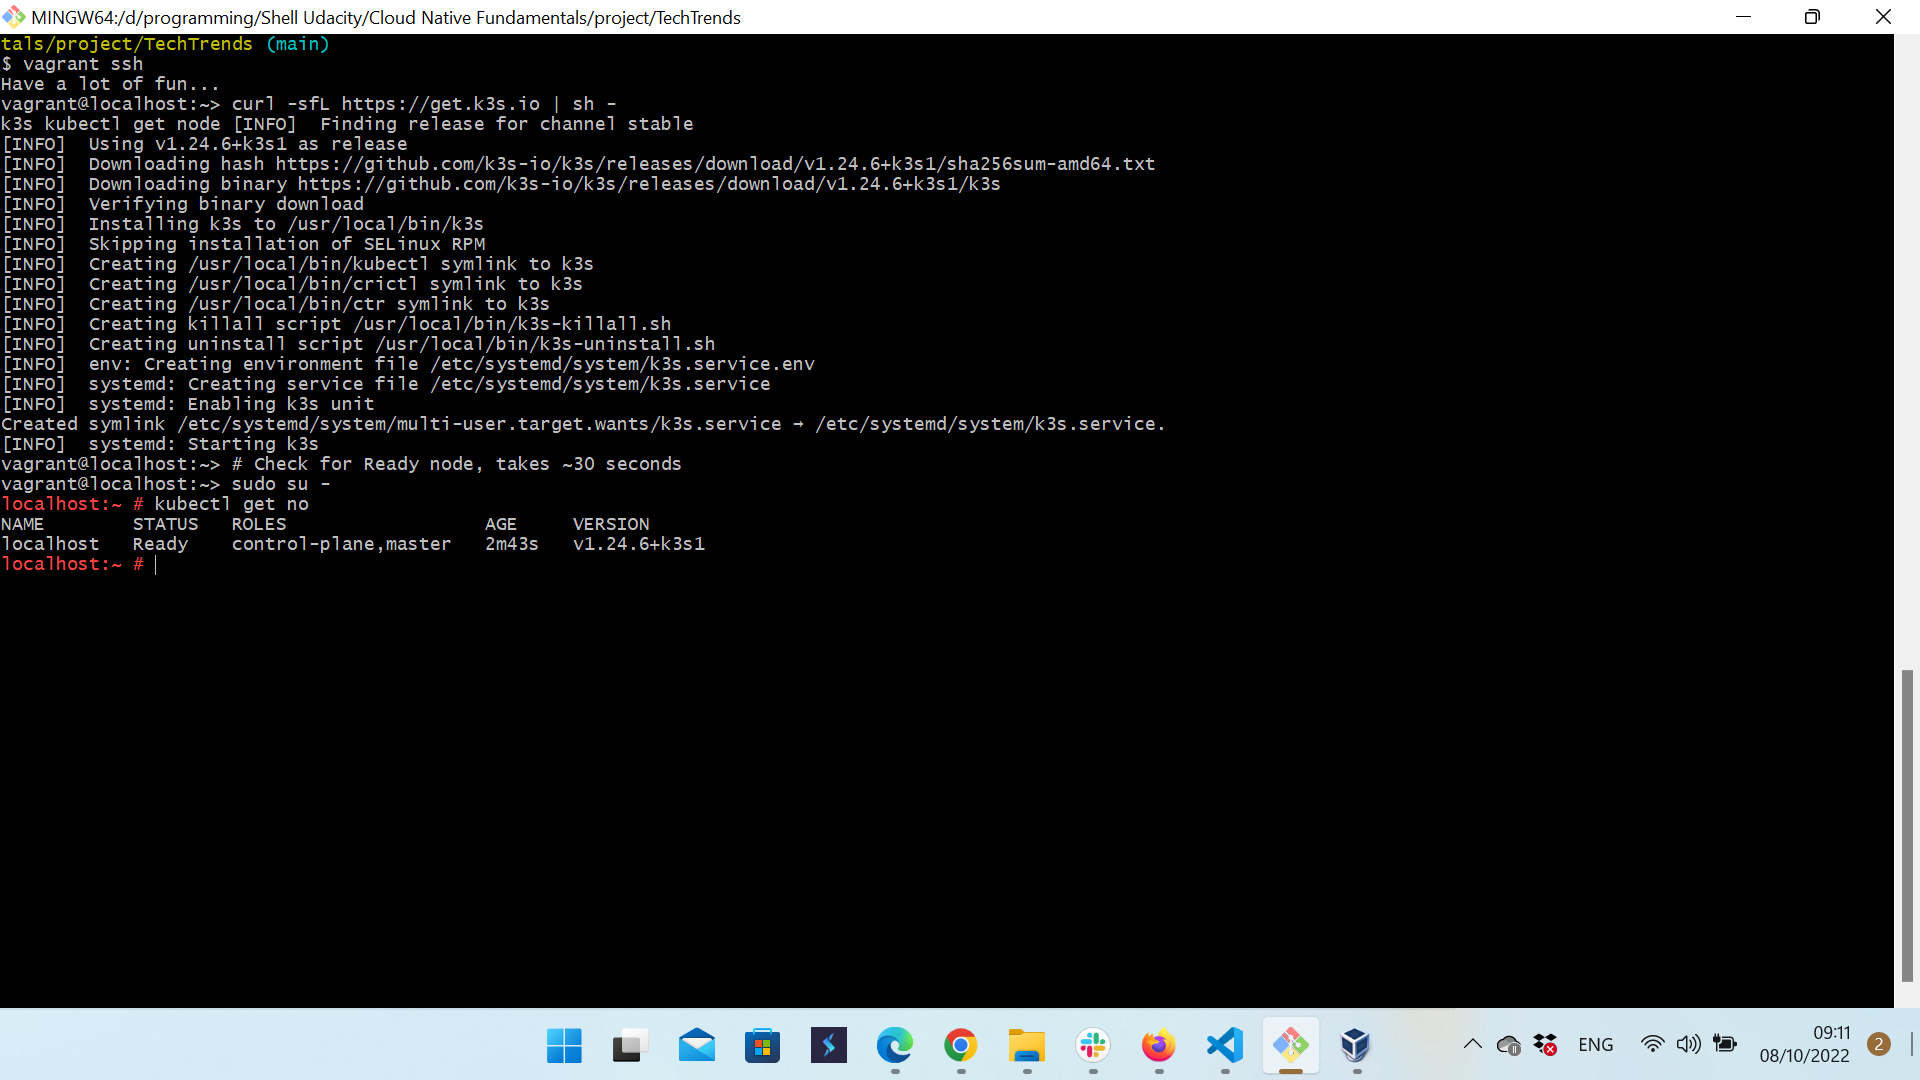 MINGW64:/d/programming/Shell Udacity/Cloud Native Fundamentals/project/TechTrends
tals/project/TechTrends (main)
$ vagrant ssh
Have a lot of fun...
vagrant@localhost:~> curl -sfL https://get.k3s.io | sh -
k3s kubectl get node [INFO]  Finding release for channel stable
[INFO]  Using v1.24.6+k3s1 as release
[INFO]  Downloading hash https://github.com/k3s-io/k3s/releases/download/v1.24.6+k3s1/sha256sum-amd64.txt
[INFO]  Downloading binary https://github.com/k3s-io/k3s/releases/download/v1.24.6+k3s1/k3s
[INFO]  Verifying binary download
[INFO]  Installing k3s to /usr/local/bin/k3s
[INFO]  Skipping installation of SELinux RPM
[INFO]  Creating /usr/local/bin/kubectl symlink to k3s
[INFO]  Creating /usr/local/bin/crictl symlink to k3s
[INFO]  Creating /usr/local/bin/ctr symlink to k3s
[INFO]  Creating killall script /usr/local/bin/k3s-killall.sh
[INFO]  Creating uninstall script /usr/local/bin/k3s-uninstall.sh
[INFO]  env: Creating environment file /etc/systemd/system/k3s.service.env
[INFO]  systemd: Creating service file /etc/systemd/system/k3s.service
[INFO]  systemd: Enabling k3s unit
Created symlink /etc/systemd/system/multi-user.target.wants/k3s.service → /etc/systemd/system/k3s.service.
[INFO]  systemd: Starting k3s
vagrant@localhost:~> # Check for Ready node, takes ~30 seconds
vagrant@localhost:~> sudo su -
localhost:~ # kubectl get no
NAME        STATUS   ROLES                  AGE     VERSION
localhost   Ready    control-plane,master   2m43s   v1.24.6+k3s1
localhost:~ #
ENG
09:11
08/10/2022
2